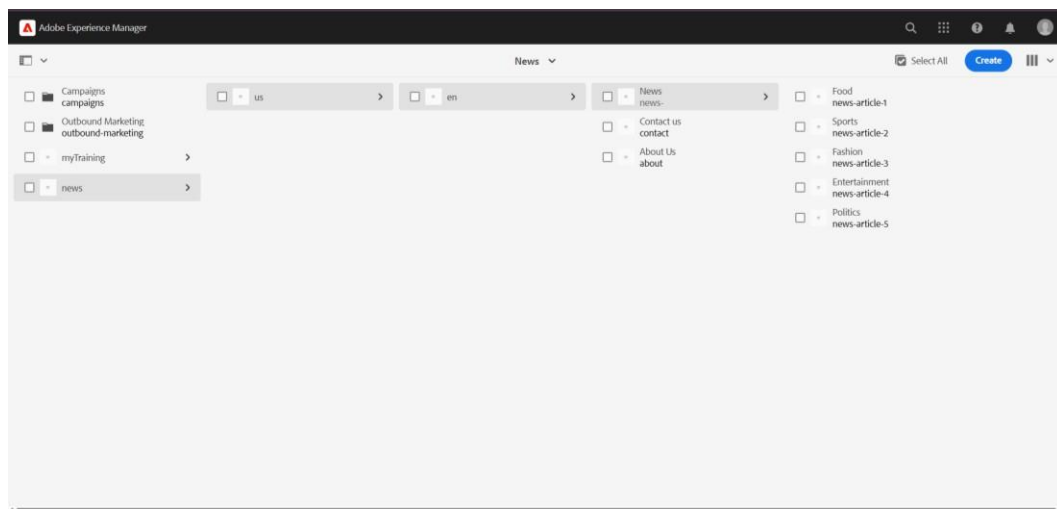 Adobe Experience Manager
News
Select All
Create
Campaigns
campaigns
Outbound Marketing
outbound-marketing
myTraining
news
us
en
News
news-
Contact us
contact
About Us
about
Food
news-article-1
Sports
news-article-2
Fashion
news-article-3
Entertainment
news-article-4
Politics
news-article-5